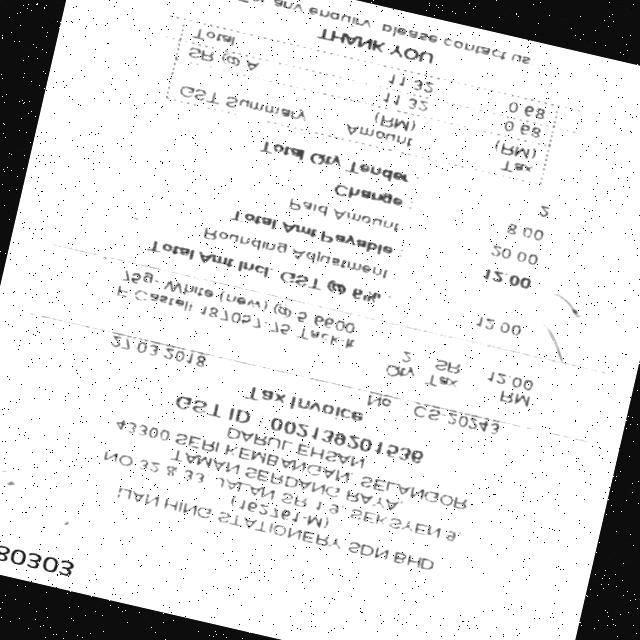 80303
LIAN HING STATIONERY SDN BHD
(162761-M)
NO.32 & 33, JALAN SR 1/9, SEKSYEN 9,
TAMAN SERDANG RAYA
43300 SERI KEMBANGAN, SELANGOR
DARUL EHSAN
GST ID : 002139201536
Tax Invoice
No CS-20243
27.03.2018
Qty Tax RM
F.Castell 187057-75 Tack-It 2 SR 12.00
75g. White (new) @ 5.6600
Total Amt Incl. GST @ 6% 12.00
Rounding Adjustment
Total Amt Payable 12.00
Paid Amount 20.00
Change 8.00
Total Qty Tender 2
GST Summary Amount Tax
(RM) (RM)
SR @ A 11.32 0.68
Total 11.32 0.68
THANK YOU
any enquiry, please contact us